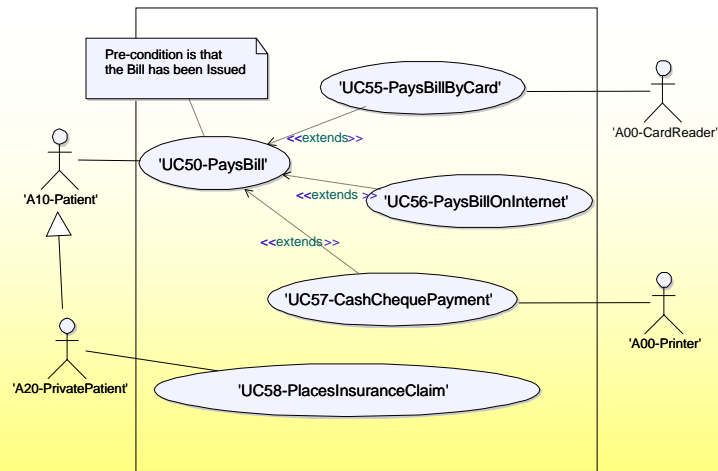 Pre-condition is that
the Bill has been Issued
'UC55-PaysBillByCard'
'A00-CardReader'
<<extends>>
'UC50-PaysBill'
'A10-Patient'
<<extends >>
'UC56-PaysBillOnInternet'
<<extends>>
'UC57-CashChequePayment'
'A00-Printer'
'A20-PrivatePatient'
'UC58-PlacesInsuranceClaim'